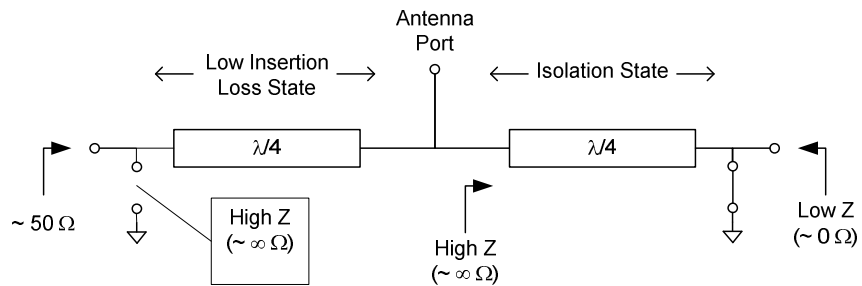 Antenna
Port
Low Insertion
Loss State
Isolation State
λ/4
λ/4
~ 50 Ω
High Z
(~ ∞ Ω)
High Z
(~ ∞ Ω)
Low Z
(~ 0 Ω)